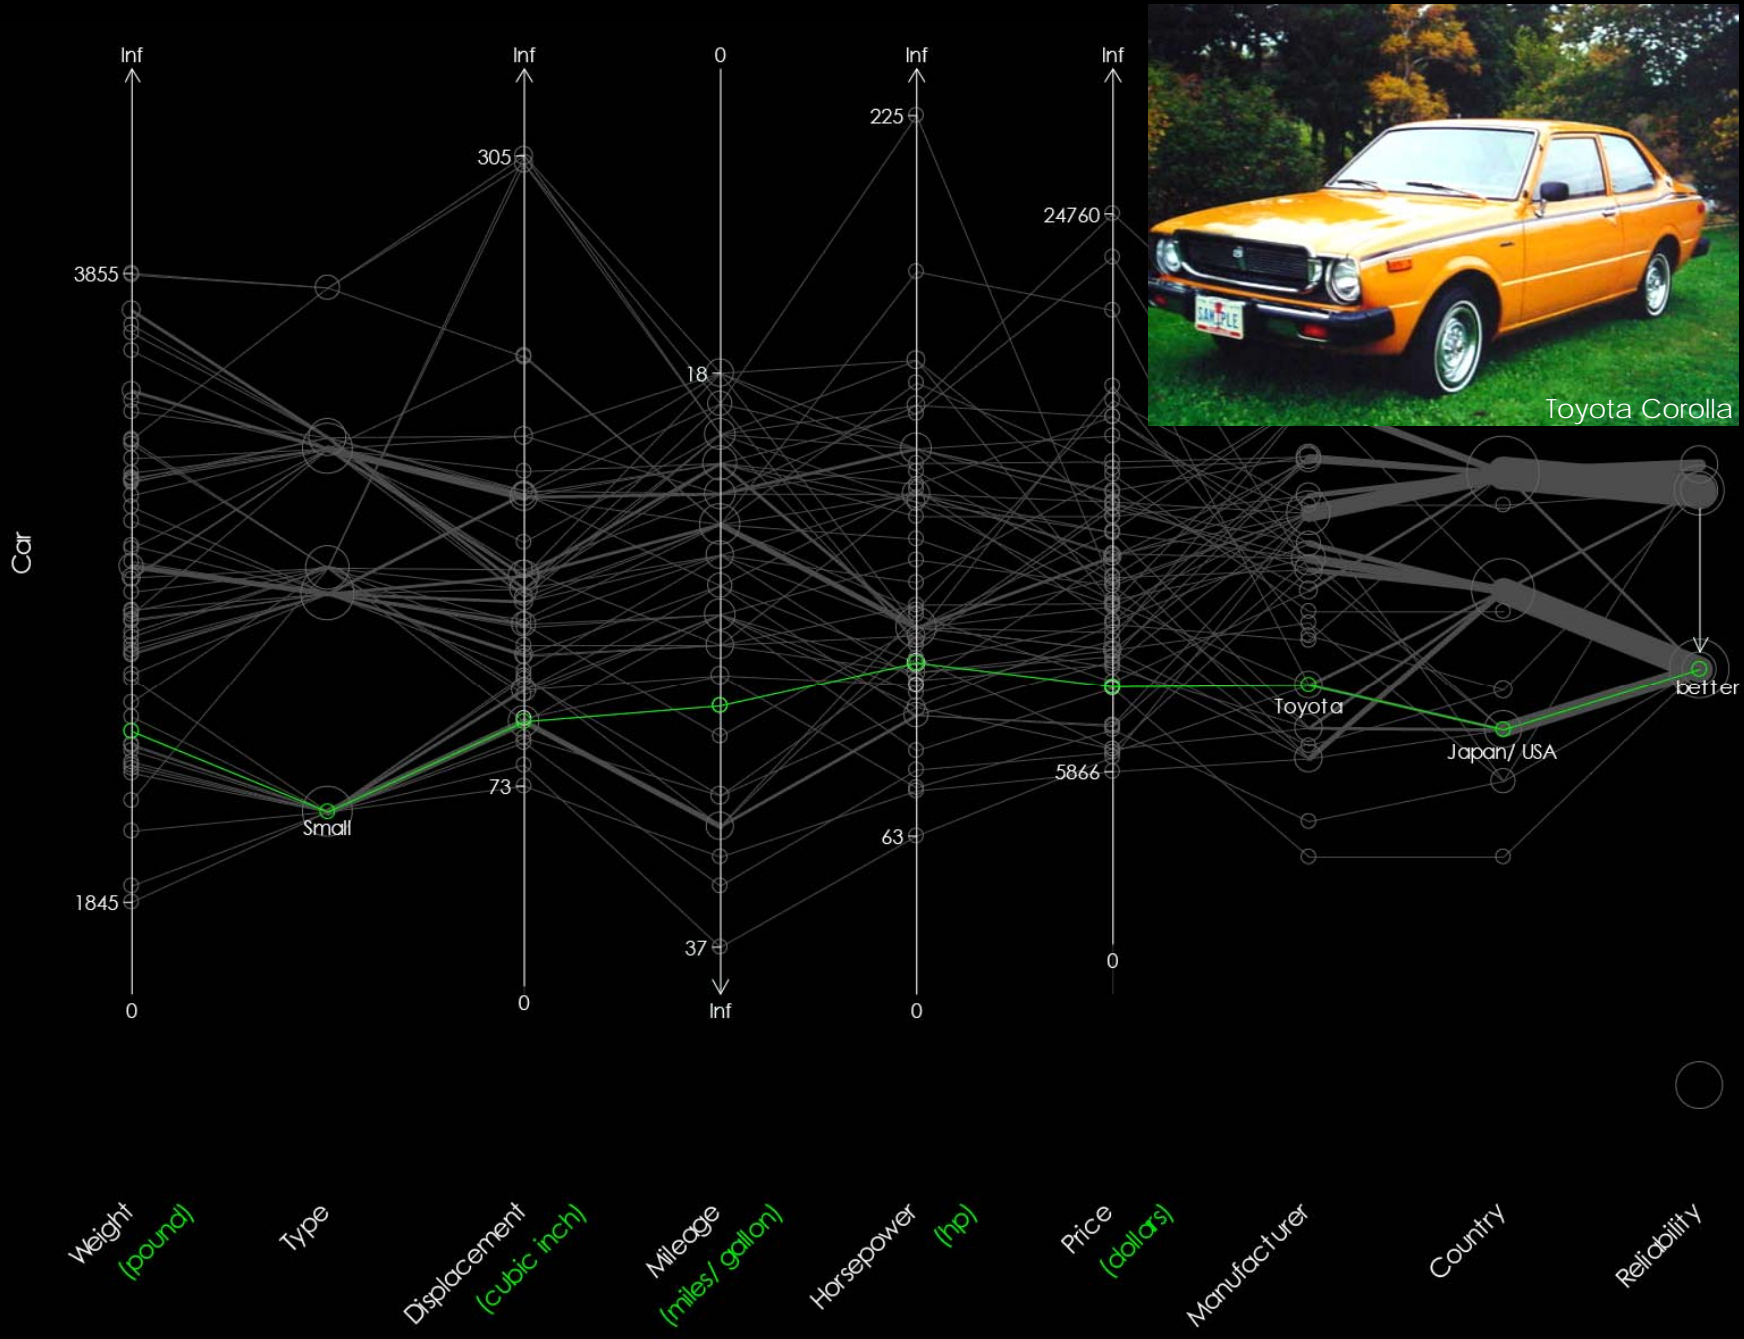 Inf
Inf
0
Inf
Inf
225
305
24760
3855
SAMPLE
Toyota Corolla
18
Car
better
Toyota
Japan/ USA
5866
73
Small
63
1845
37
0
0
0
Inf
0
Weight
(pound)
Type
Displacement
(cubic inch)
Mileage
(miles/ gallon)
Horsepower
(hp)
Price
(dollars)
Manufacturer
Country
Reliability